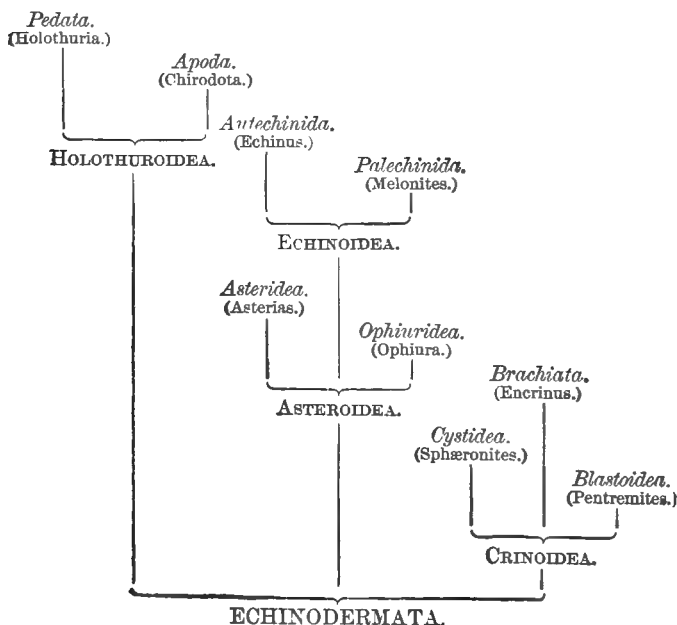 Pedata.
(Holothuria.)
Apoda.
(Chirodota.)
Autechinida.
(Echinus.)
HOLOTHUROIDEA.
Palechinida.
(Melonites.)
ECHINOIDEA.
Asteridea.
(Asterias.)
Ophiuridea.
(Ophiura.)
Brachiata.
(Encrinus.)
ASTEROIDEA.
Cystidea.
(Sphæronites.)
Blastoidea.
(Pentremites.)
CRINOIDEA.
ECHINODERMATA.